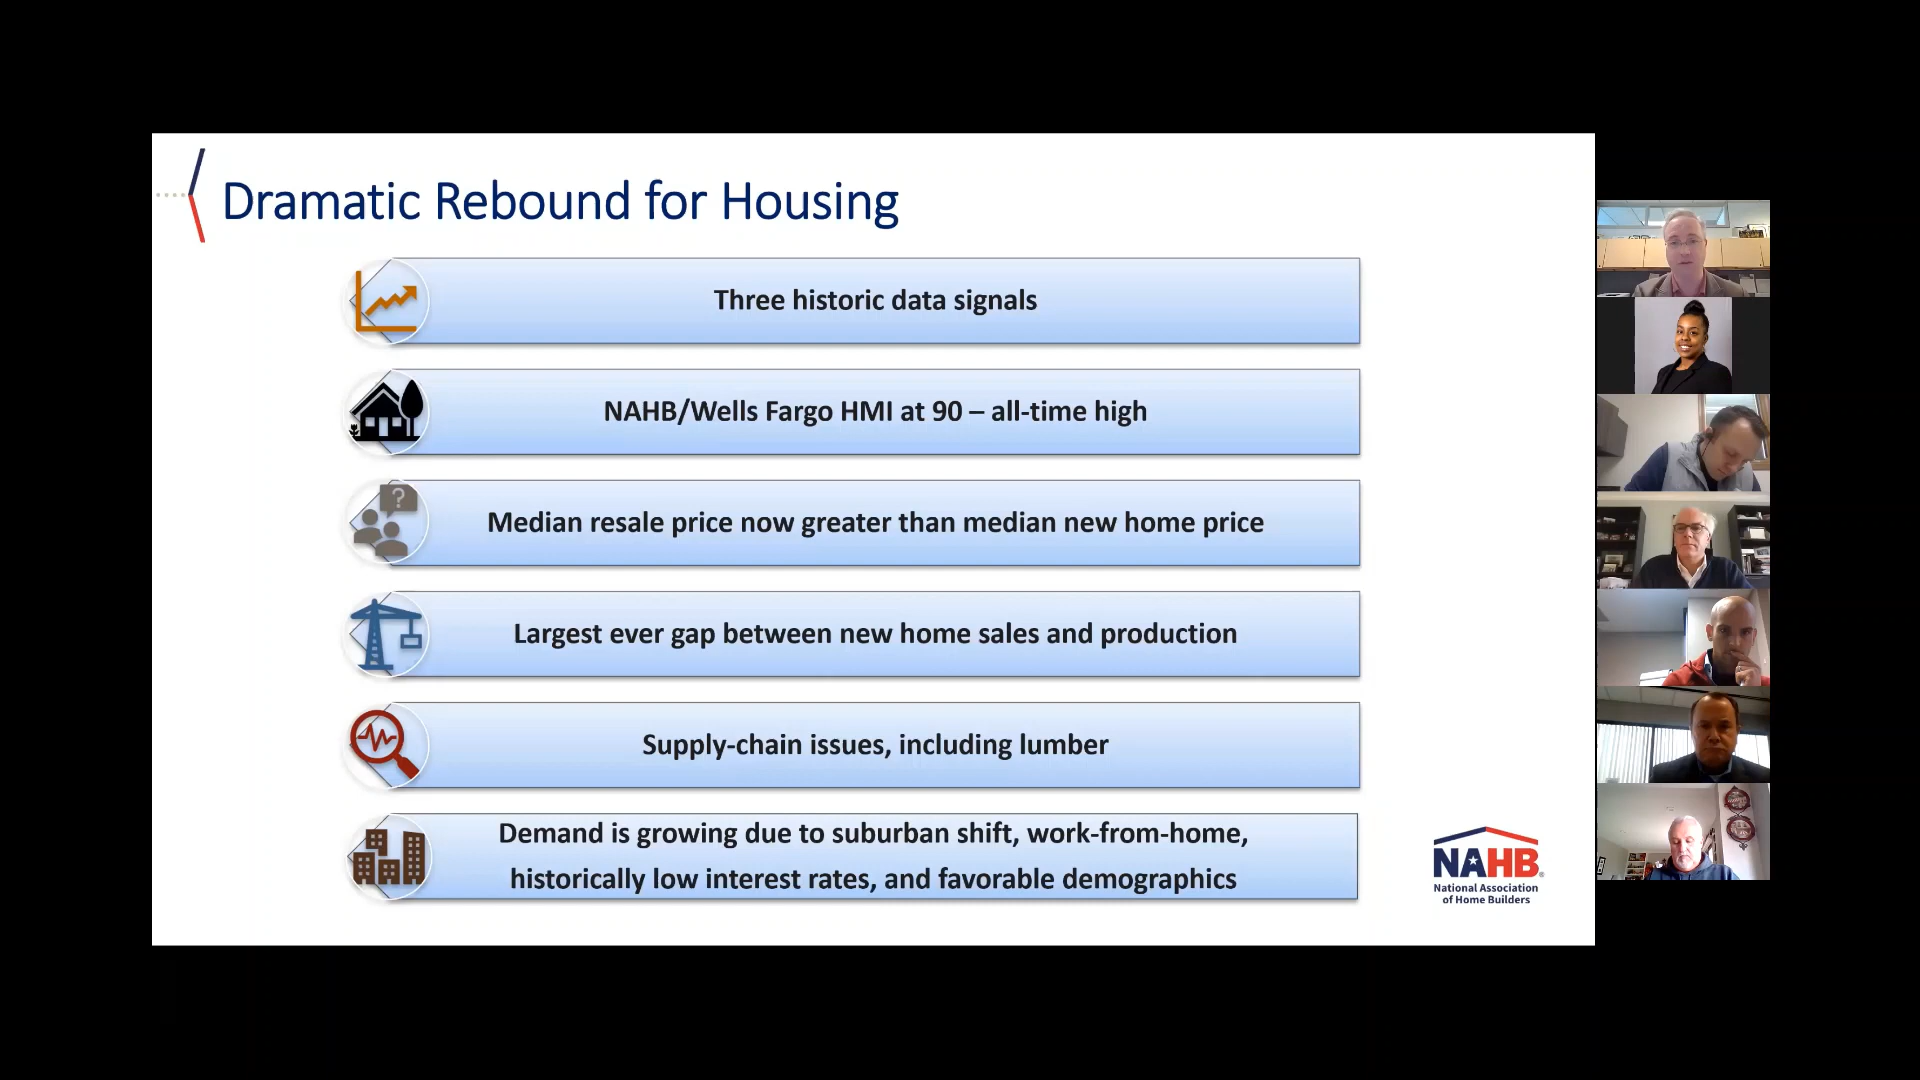 Dramatic Rebound for Housing
Three historic data signals
NAHB/Wells Fargo HMI at 90 – all-time high
?
Median resale price now greater than median new home price
Largest ever gap between new home sales and production
Supply-chain issues, including lumber
Demand is growing due to suburban shift, work-from-home,
historically low interest rates, and favorable demographics
NAHB®
National Association
of Home Builders